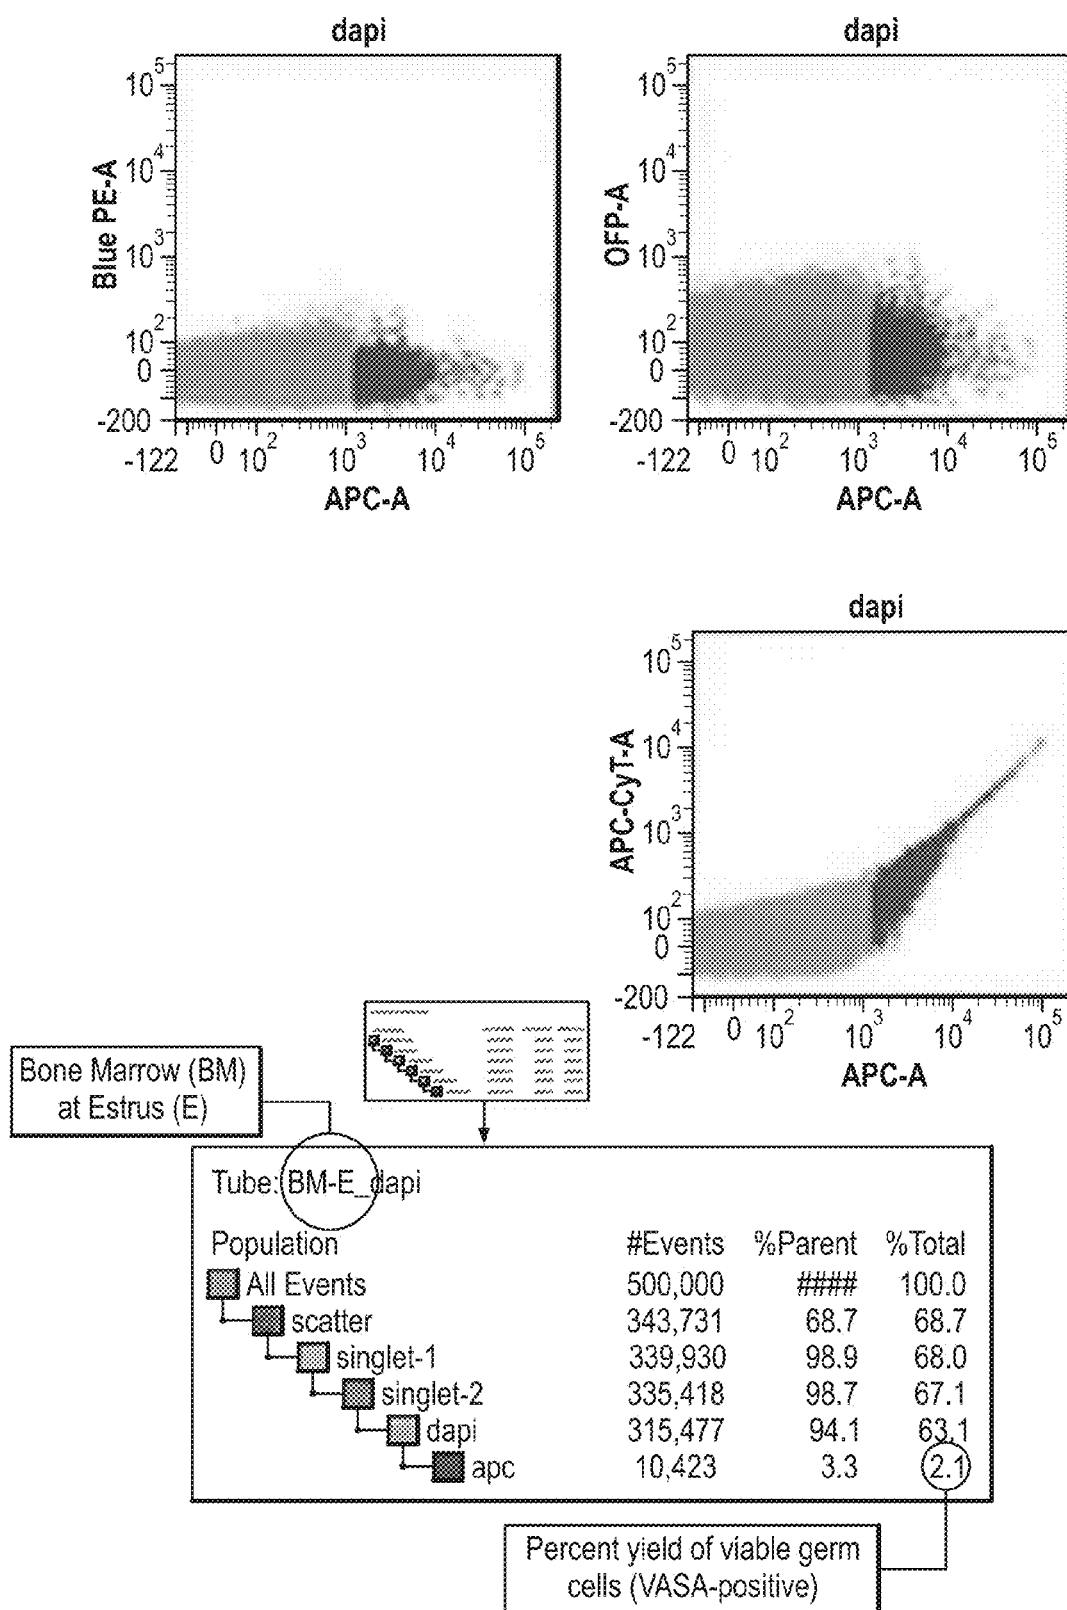 dapi
10^5
10^4
10^3
10^2
0
-200
Blue PE-A
-122 0 10^2 10^3 10^4 10^5
APC-A
dapi
10^5
10^4
10^3
10^2
0
-200
OFP-A
-122 0 10^2 10^3 10^4 10^5
APC-A
dapi
10^5
10^4
10^3
10^2
0
-200
APC-CyT-A
-122 0 10^2 10^3 10^4 10^5
APC-A
Bone Marrow (BM)
at Estrus (E)
Tube: BM-E_dapi
Population #Events %Parent %Total
All Events 500,000 #### 100.0
scatter 343,731 68.7 68.7
singlet-1 339,930 98.9 68.0
singlet-2 335,418 98.7 67.1
dapi 315,477 94.1 63.1
apc 10,423 3.3 2.1
Percent yield of viable germ
cells (VASA-positive)